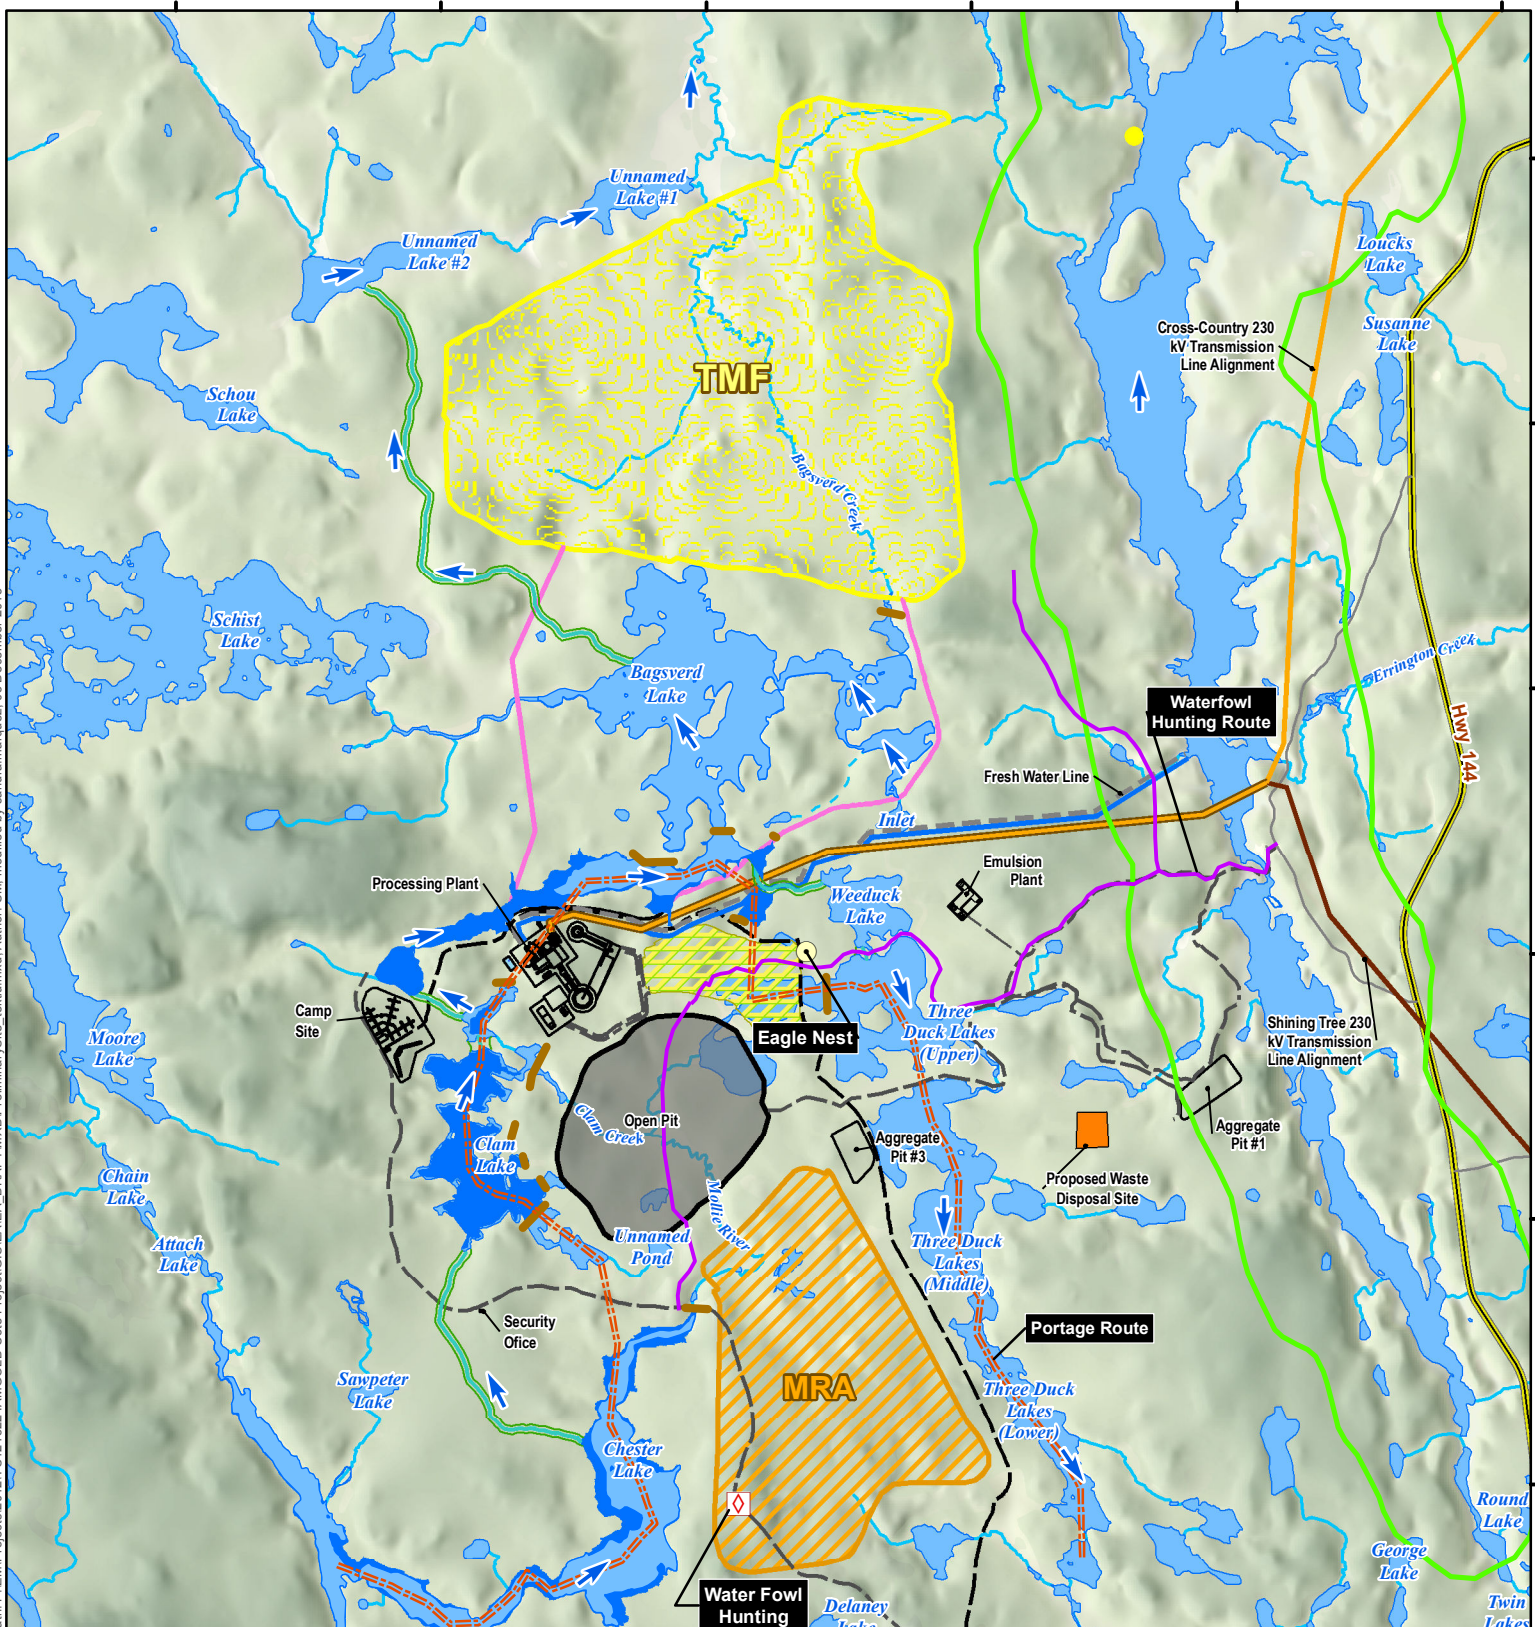 Unnamed
Lake #1
Unnamed
Lake #2
Loucks
Lake
Cross-Country 230
kV Transmission
Line Alignment
Susanne
Lake
TMF
Schou
Lake
Bagsverd Creek
Schist
Lake
Errington Creek
Bagsverd
Lake
Waterfowl
Hunting Route
Hwy 144
Fresh Water Line
Inlet
Emulsion
Plant
Processing Plant
Weeduck
Lake
Camp
Site
Three
Duck Lakes
(Upper)
Eagle Nest
Moore
Lake
Shining Tree 230
kV Transmission
Line Alignment
Clam Creek
Open Pit
Aggregate
Pit #1
Clam
Lake
Aggregate
Pit #3
Proposed Waste
Disposal Site
Chain
Lake
Mollie River
Unnamed
Pond
Three Duck
Lakes
(Middle)
Attach
Lake
Security
Ofice
Portage Route
Sawpeter
Lake
MRA
Three Duck
Lakes
(Lower)
Chester
Lake
Round
Lake
George
Lake
Water Fowl
Hunting
Delaney
Lake
Twin
Lakes